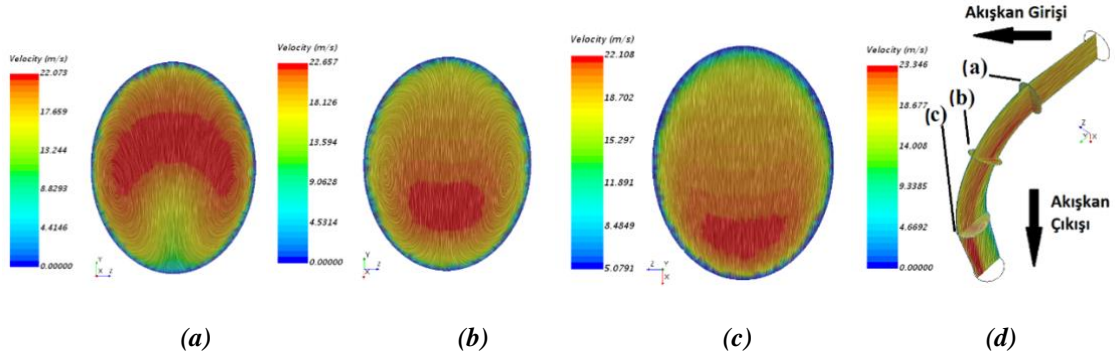 Velocity (m/s)
22.073
17.659
13.244
8.8293
4.4146
0.00000
Y
X Z
Velocity (m/s)
22.657
18.126
13.594
9.0628
4.5314
0.00000
Y
Z
X
Velocity (m/s)
22.108
18.702
15.297
11.891
8.4849
5.0791
Z Y
X
Velocity (m/s)
23.346
18.677
14.008
9.3385
4.6692
0.00000
Akışkan Girişi
(a)
(b)
(c)
Z
Y X
Akışkan
Çıkışı
(a)
(b)
(c)
(d)